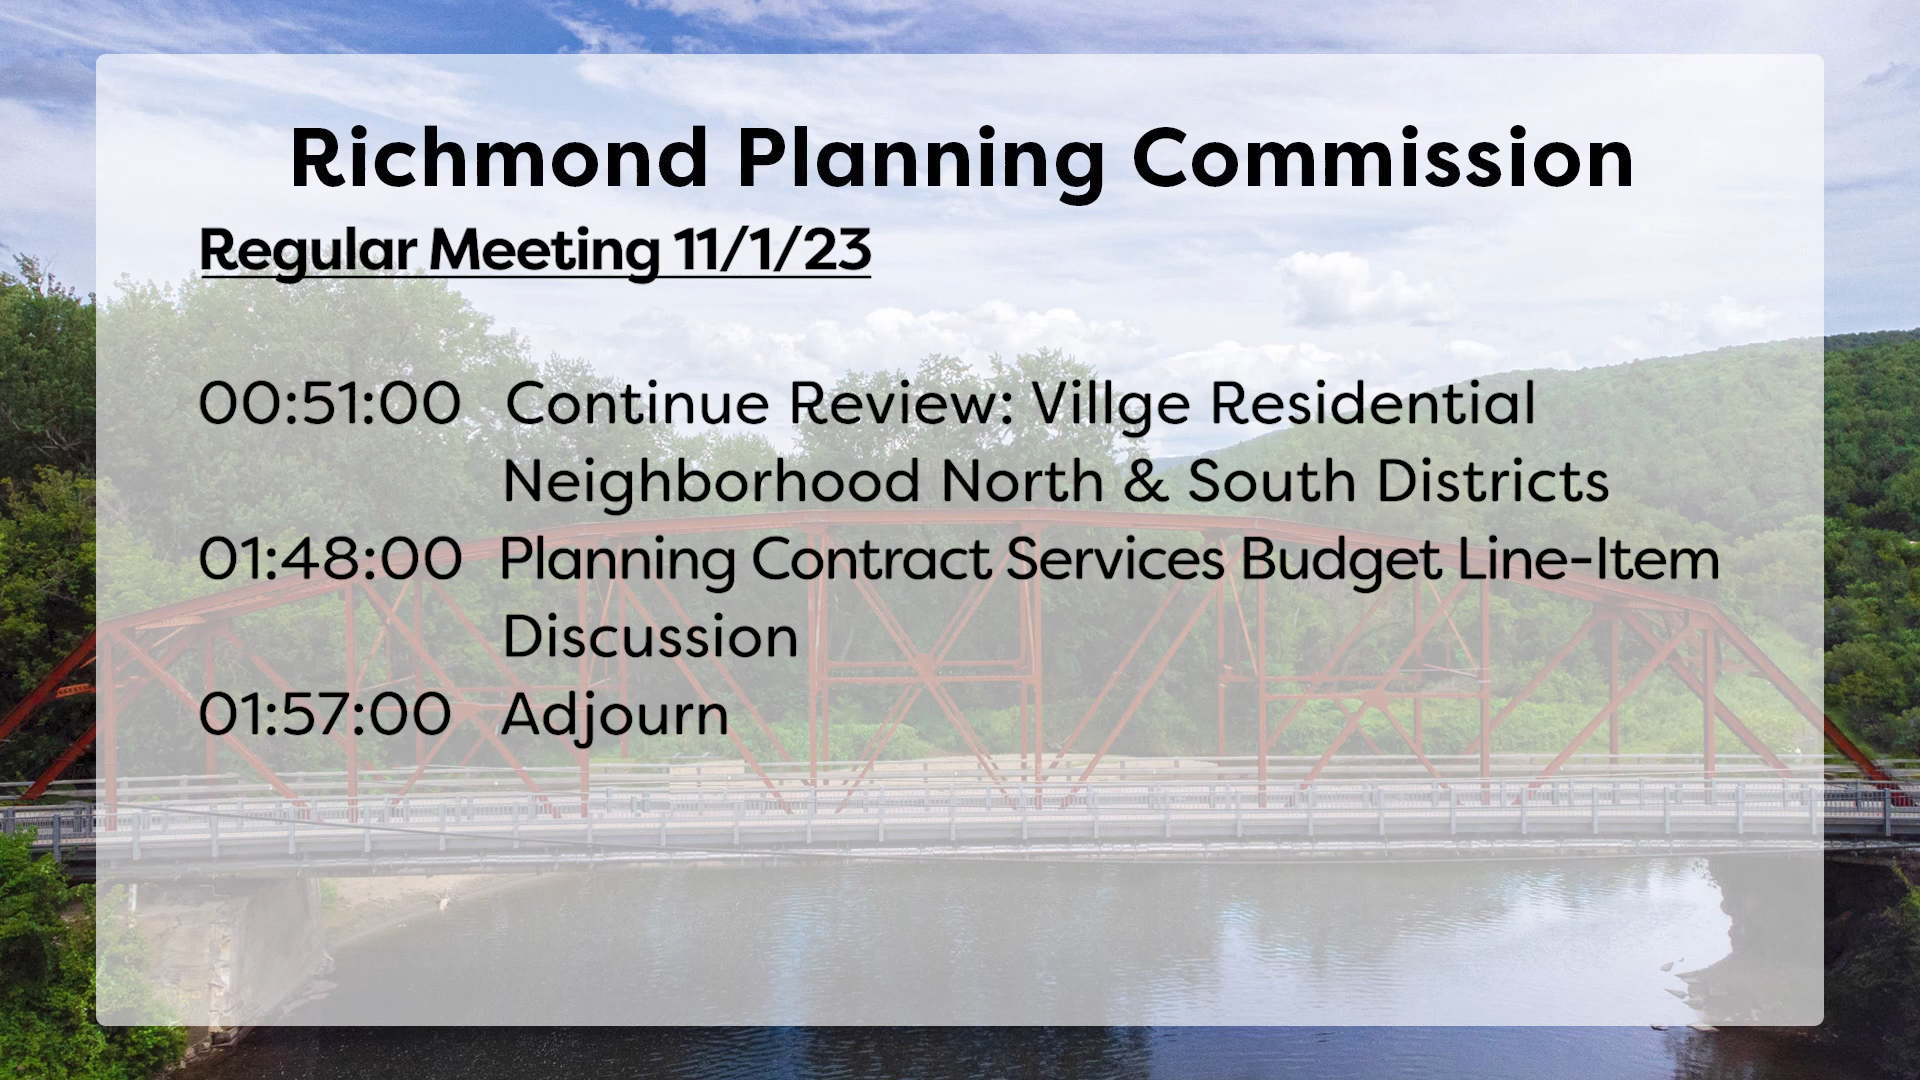 Richmond Planning Commission
Regular Meeting 11/1/23
00:51:00 Continue Review: Villge Residential
Neighborhood North & South Districts
01:48:00 Planning Contract Services Budget Line-Item
Discussion
01:57:00 Adjourn